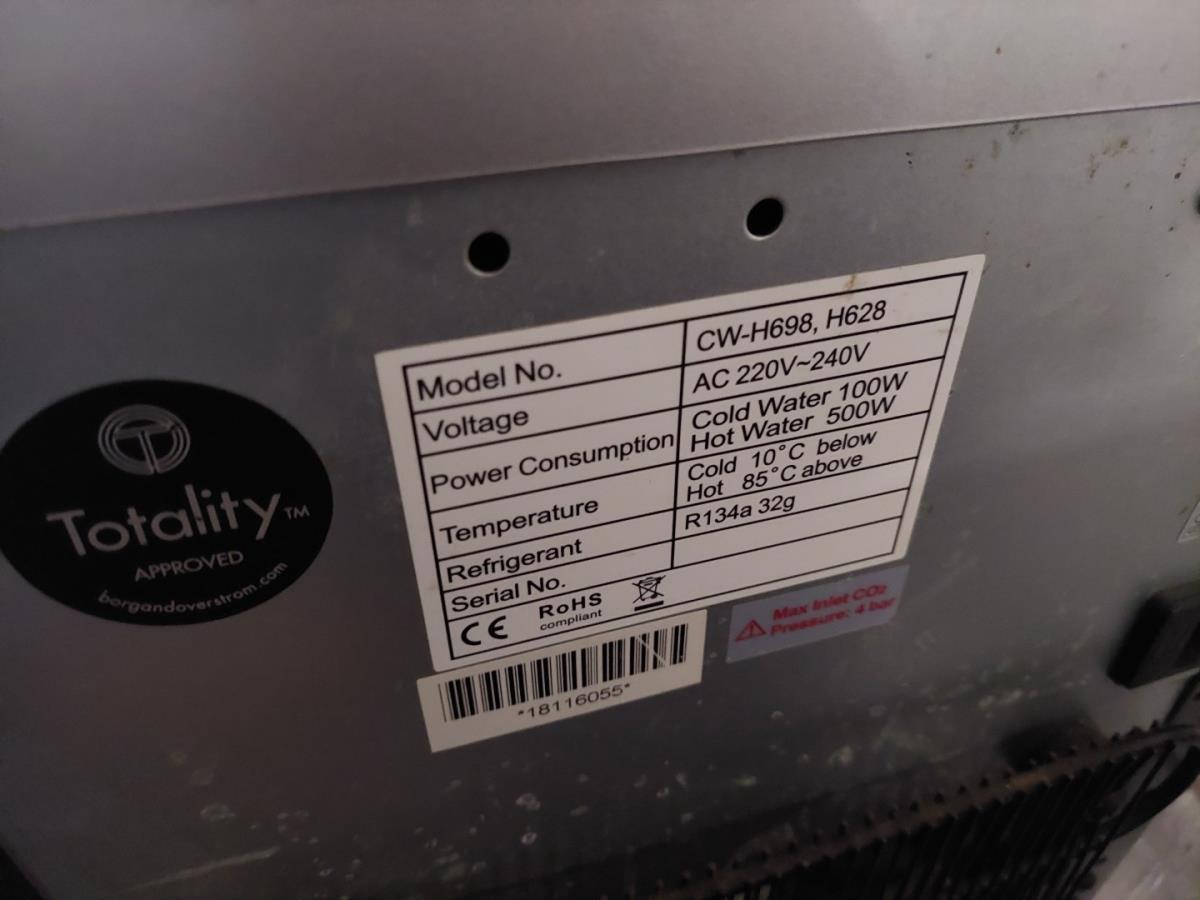 Model No. CW-H698, H628
Voltage AC 220V~240V
Power Consumption Cold Water 100W
Hot Water 500W
Temperature Cold 10°C below
Hot 85°C above
Refrigerant R134a 32g
Serial No.
CE RoHS
compliant
*18116055*
Max Inlet CO2
Pressure: 4 bar
Totality TM
APPROVED
borgandoverstrom.com